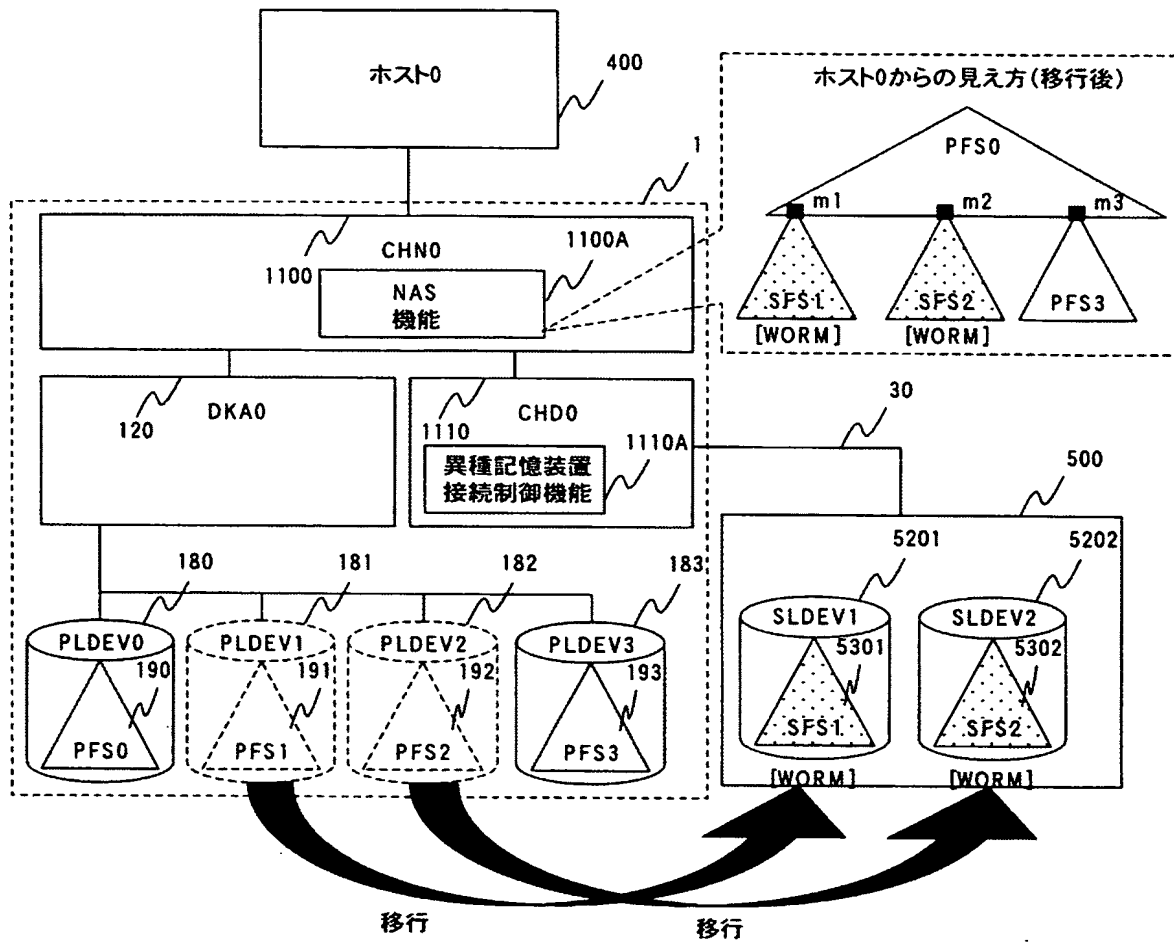 ホスト0
400
ホスト0からの見え方(移行後)
PFS0
m1
m2
m3
SFS1
SFS2
PFS3
[WORM]
[WORM]
1
CHN0
1100
1100A
NAS
機能
DKA0
120
CHD0
1110
1110A
異種記憶装置
接続制御機能
30
500
180
181
182
183
PLDEV0
PLDEV1
PLDEV2
PLDEV3
190
191
192
193
PFS0
PFS1
PFS2
PFS3
5201
5202
SLDEV1
SLDEV2
5301
5302
SFS1
SFS2
[WORM]
[WORM]
移行
移行